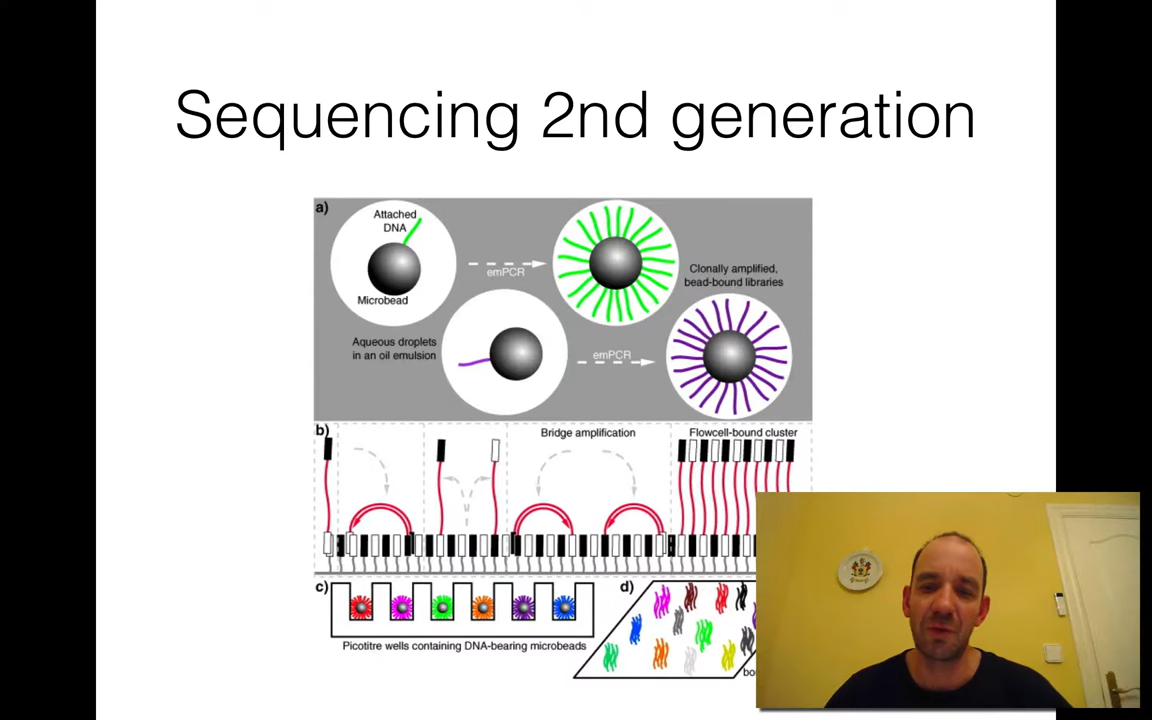 Sequencing 2nd generation
a)
Attached
DNA
emPCR
Microbead
Clonally amplified,
bead-bound libraries
Aqueous droplets
in an oil emulsion
emPCR
b)
Bridge amplification
Flowcell-bound cluster
c)
Picotitre wells containing DNA-bearing microbeads
d)